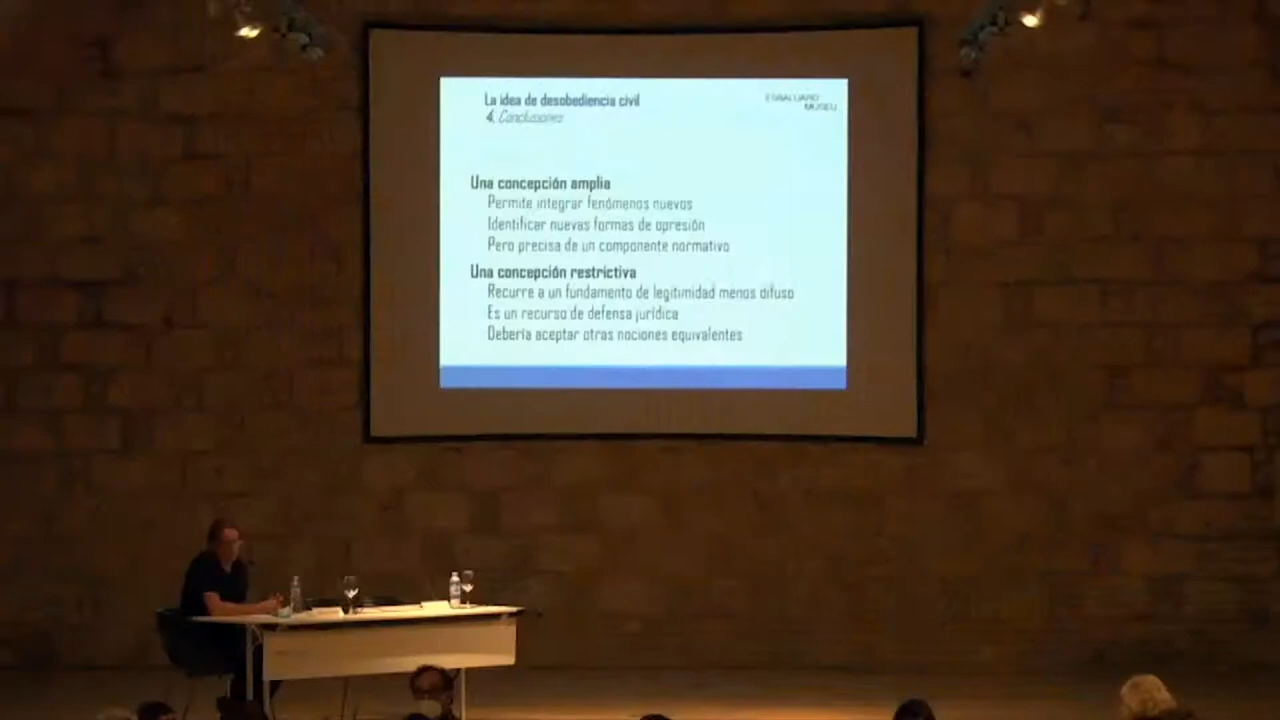 La idea de desobediencia civil
4. Conclusiones
ESBALUARD
MUSEU
Una concepción amplia
Permite integrar fenómenos nuevos
Identificar nuevas formas de opresión
Pero precisa de un componente normativo
Una concepción restrictiva
Recurre a un fundamento de legitimidad menos difuso
Es un recurso de defensa jurídica
Debería aceptar otras nociones equivalentes